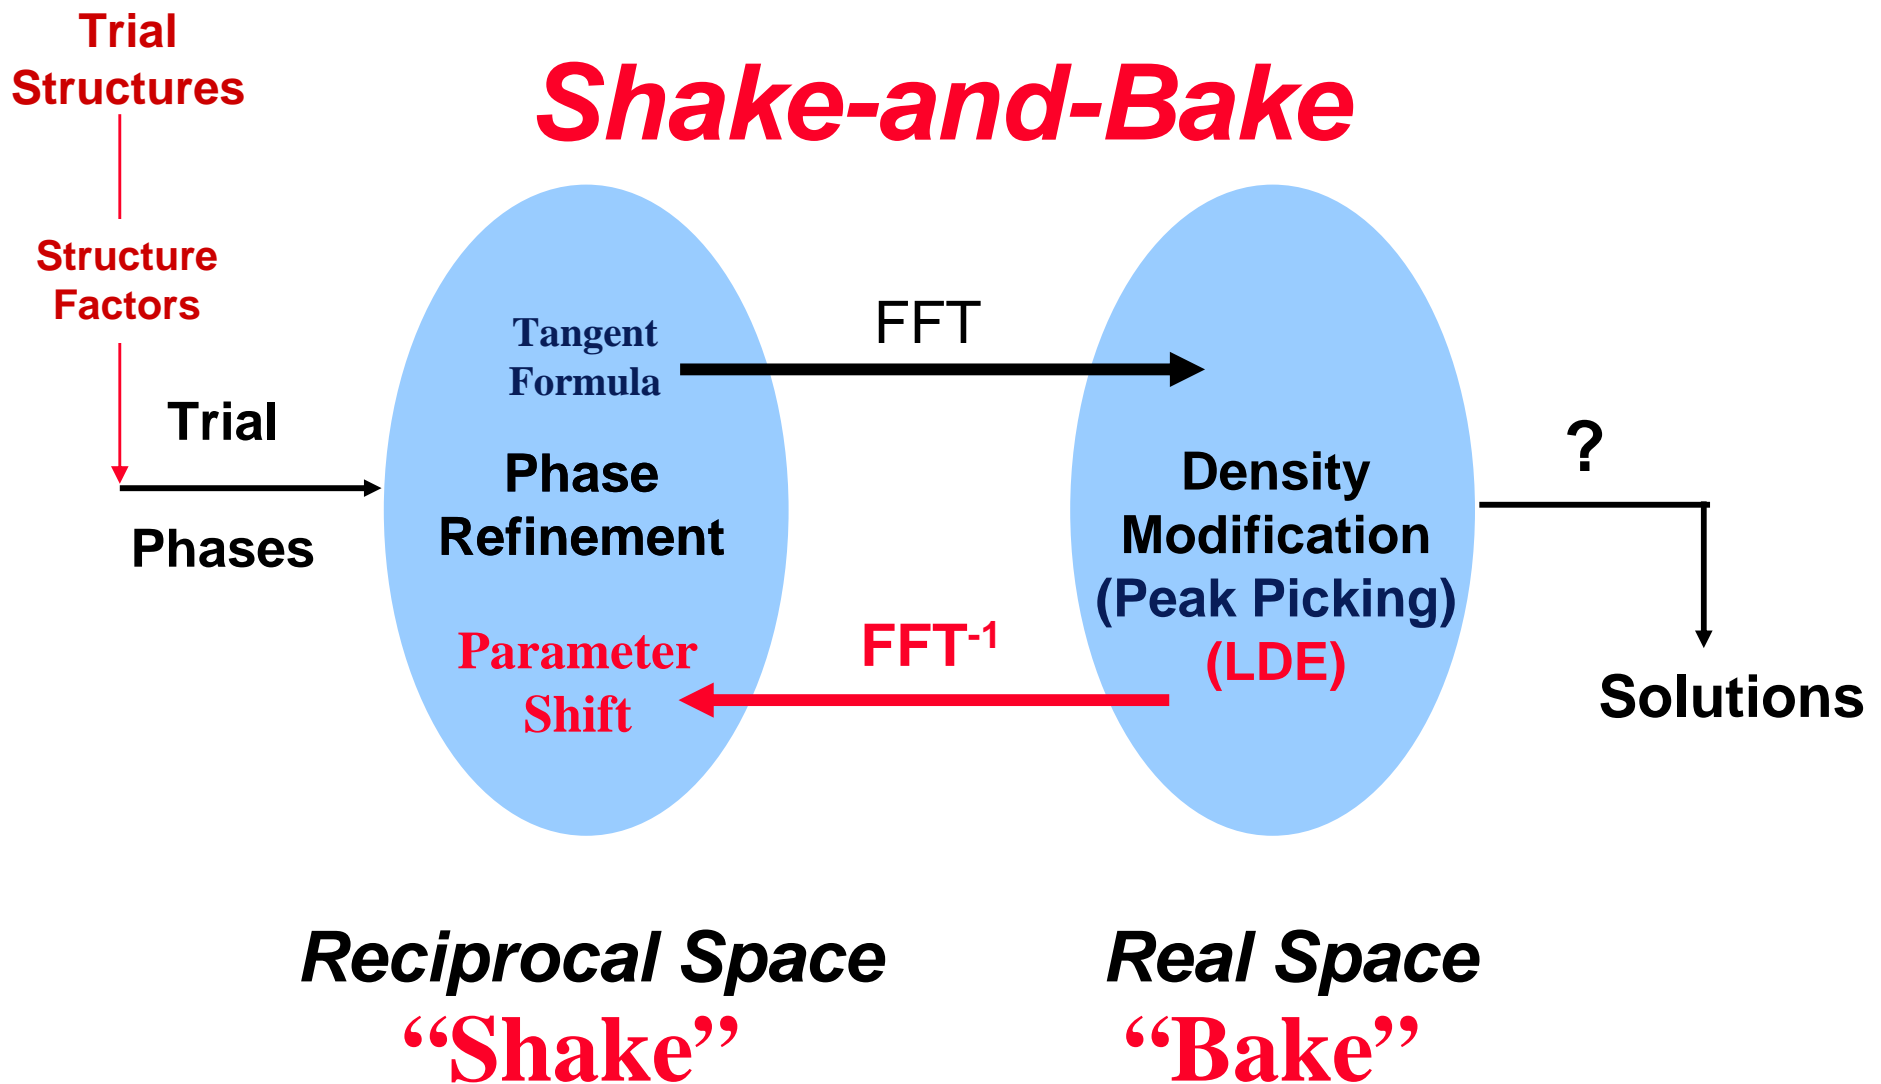 Trial
Structures
Shake-and-Bake
Structure
Factors
Trial
Phases
Tangent
Formula
Phase
Refinement
Parameter
Shift
FFT
FFT-1
Density
Modification
(Peak Picking)
(LDE)
?
Solutions
Reciprocal Space
“Shake”
Real Space
“Bake”